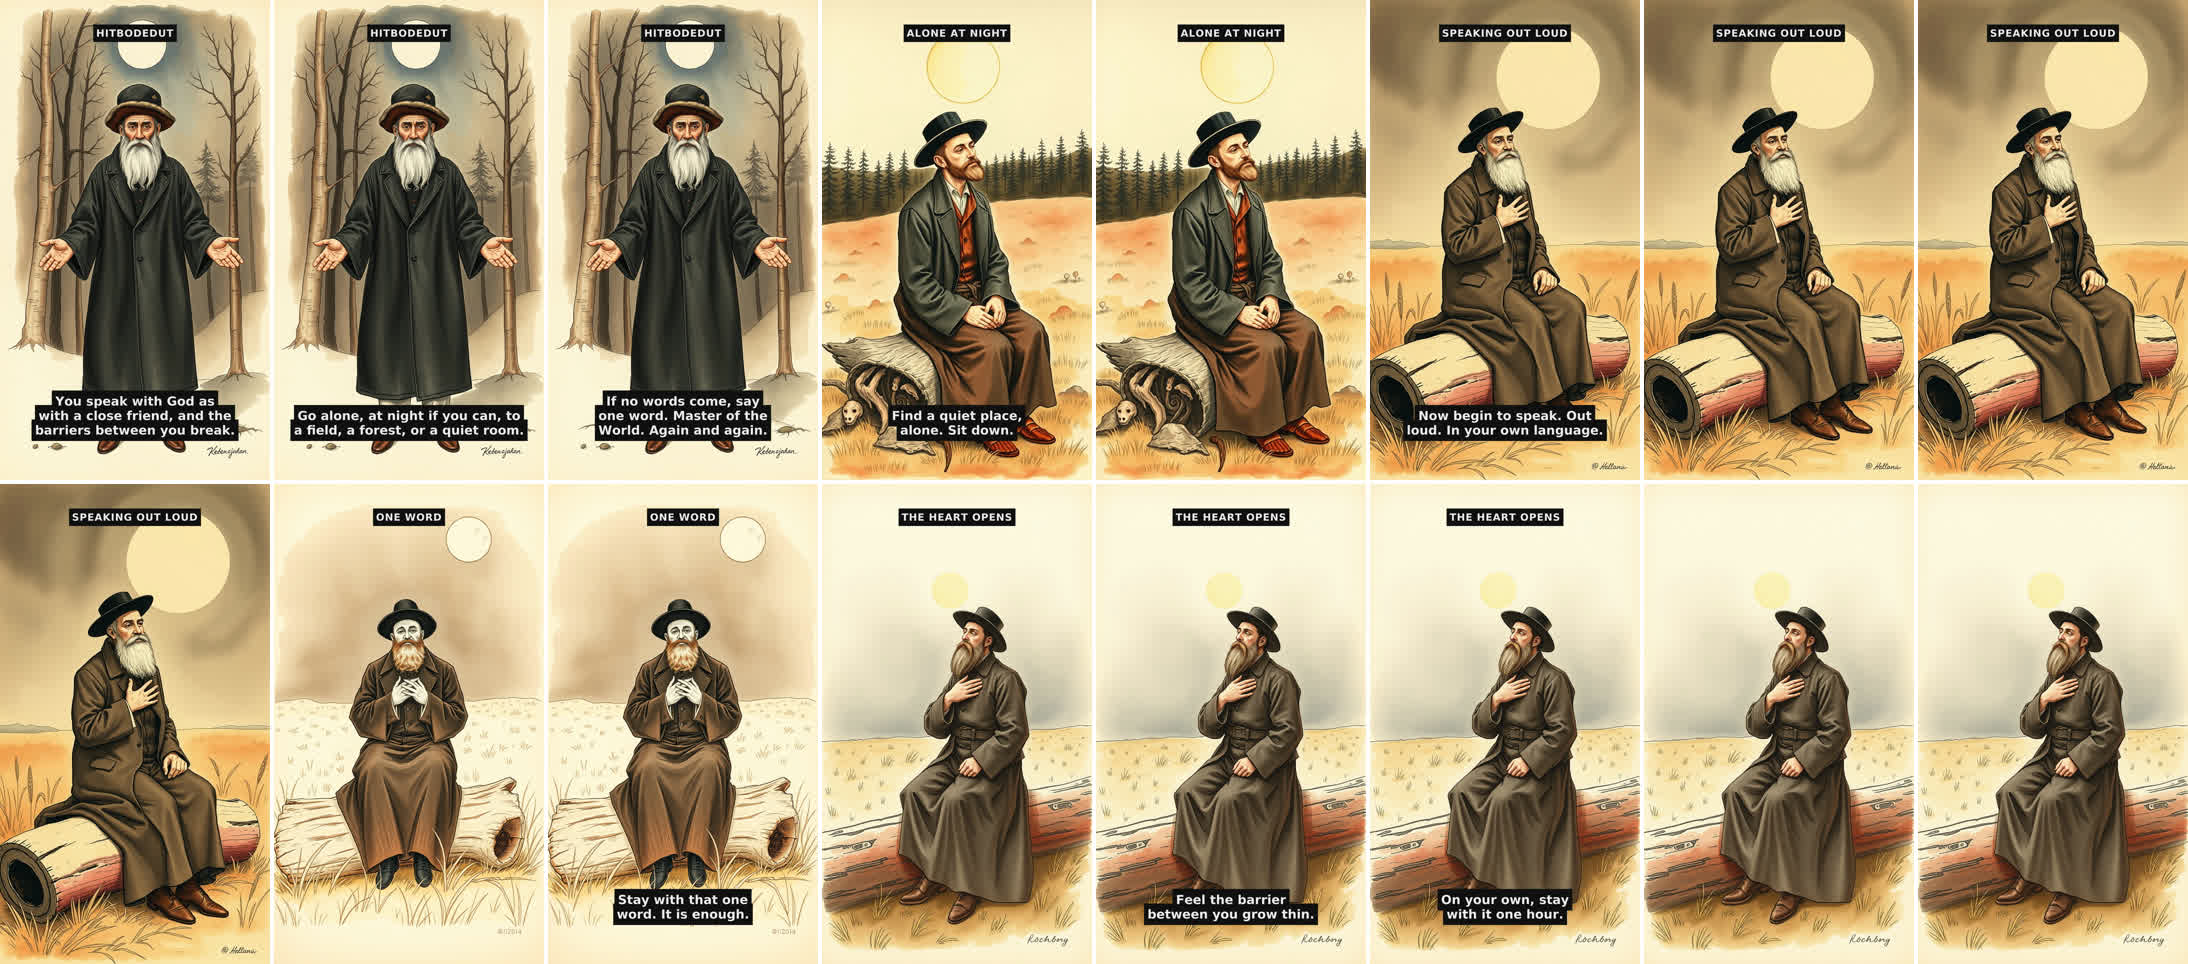 HITBODEDUT
You speak with God as
with a close friend, and the
barriers between you break.
HITBODEDUT
Go alone, at night if you can, to
a field, a forest, or a quiet room.
HITBODEDUT
If no words come, say
one word. Master of the
World. Again and again.
ALONE AT NIGHT
Find a quiet place,
alone. Sit down.
ALONE AT NIGHT
SPEAKING OUT LOUD
Now begin to speak. Out
loud. In your own language.
SPEAKING OUT LOUD
SPEAKING OUT LOUD
SPEAKING OUT LOUD
ONE WORD
ONE WORD
Stay with that one
word. It is enough.
THE HEART OPENS
THE HEART OPENS
Feel the barrier
between you grow thin.
THE HEART OPENS
On your own, stay
with it one hour.